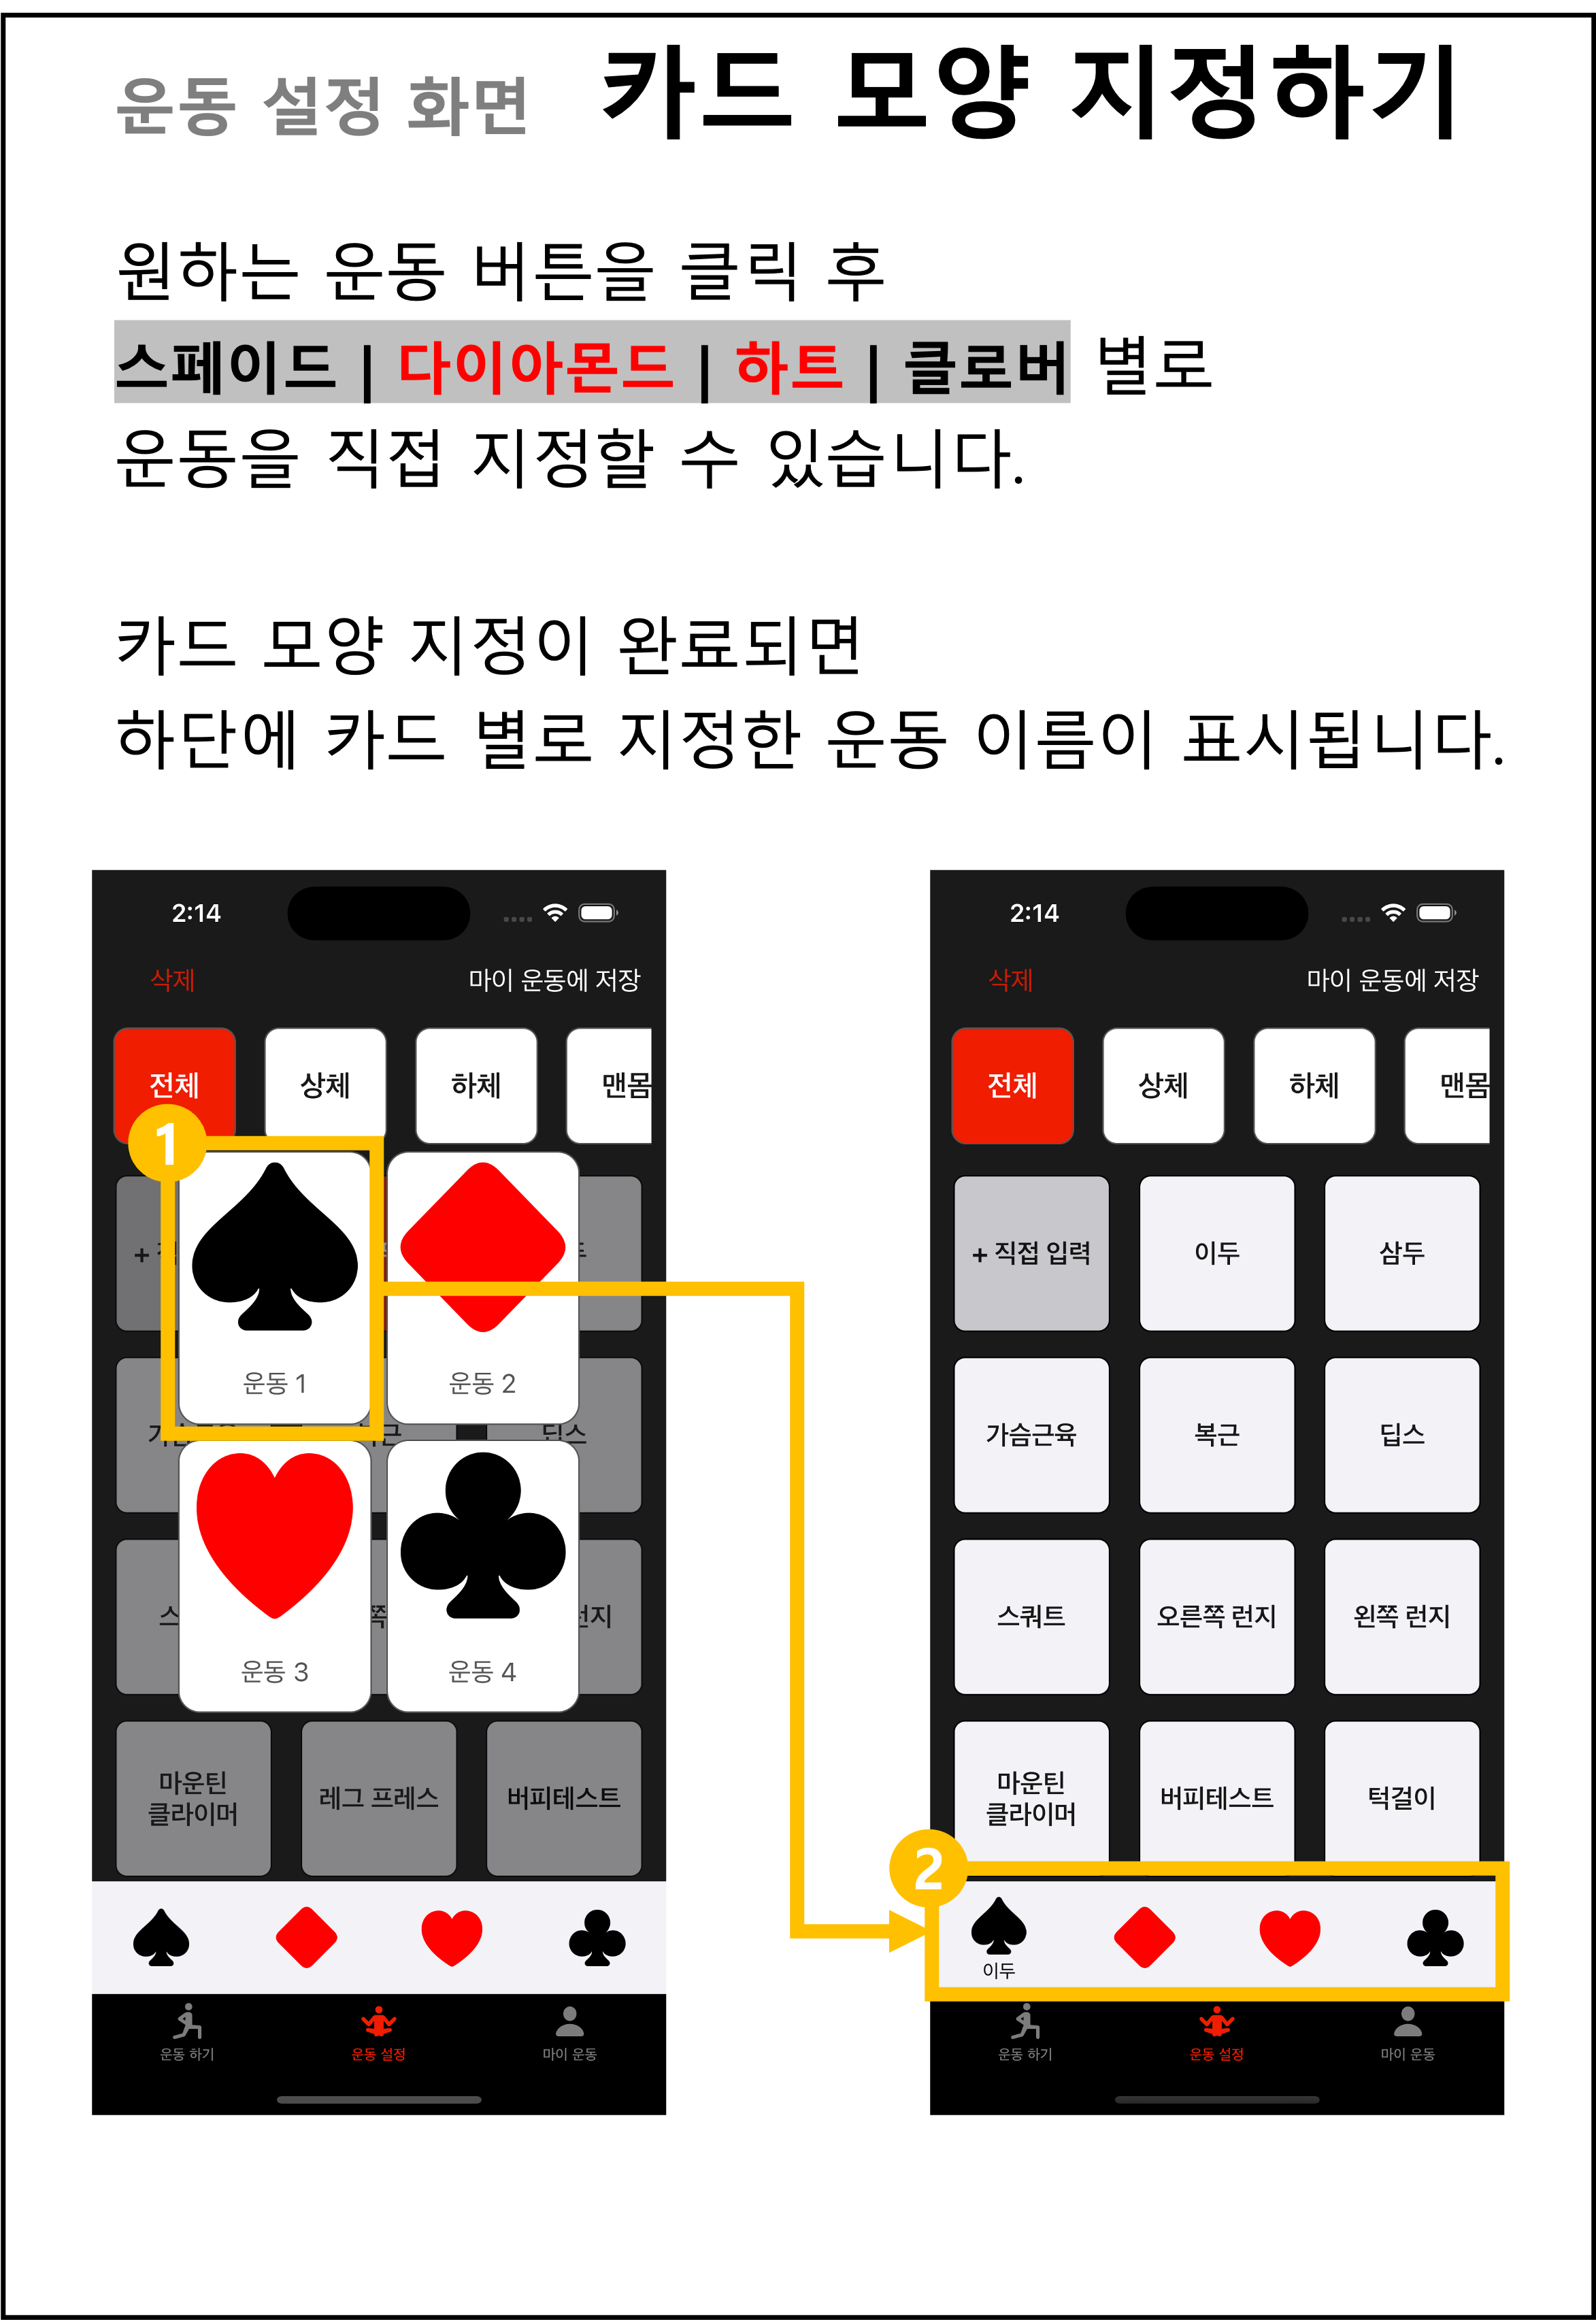 운동 설정 화면 카드 모양 지정하기
원하는 운동 버튼을 클릭 후
스페이드 | 다이아몬드 | 하트 | 클로버 별로
운동을 직접 지정할 수 있습니다.
카드 모양 지정이 완료되면
하단에 카드 별로 지정한 운동 이름이 표시됩니다.
2:14
삭제 마이 운동에 저장
전체 상체 하체 맨몸
1
운동 1 운동 2
딥스
운동 3 운동 4
마운틴
클라이머
레그 프레스 버피테스트
운동 하기 운동 설정 마이 운동
2:14
삭제 마이 운동에 저장
전체 상체 하체 맨몸
+ 직접 입력 이두 삼두
가슴근육 복근 딥스
스쿼트 오른쪽 런지 왼쪽 런지
마운틴
클라이머
버피테스트 턱걸이
2
이두
운동 하기 운동 설정 마이 운동